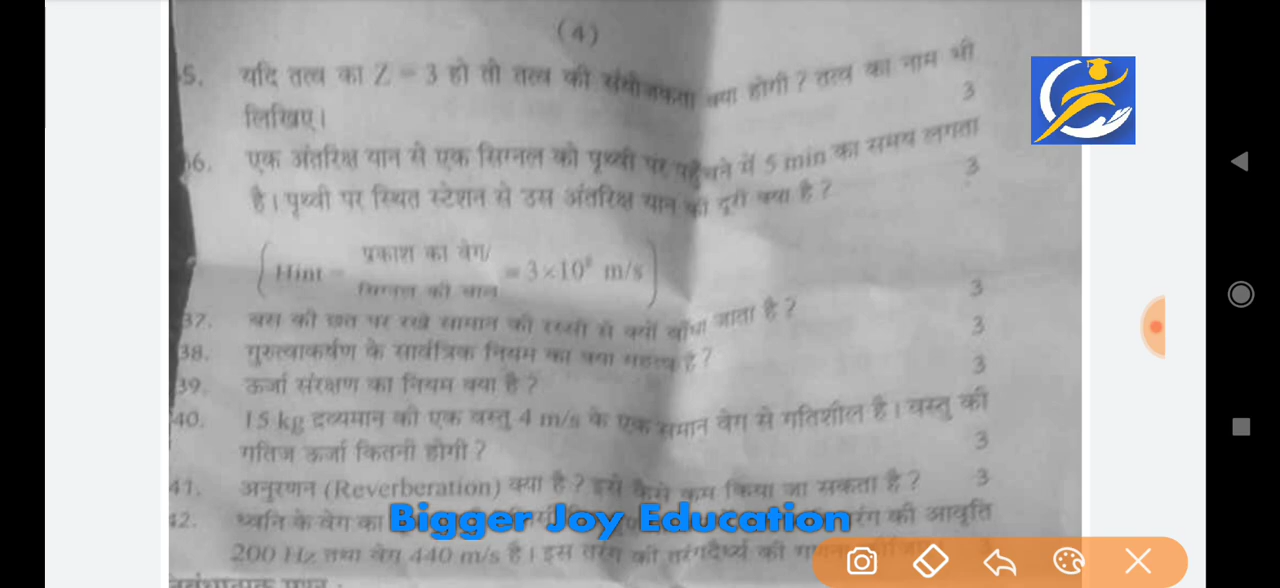 (4)
5. यदि तत्व का Z = 3 हो तो तत्व की संयोजकता क्या होगी ? तत्व का नाम भी
लिखिए। 3
36. एक अंतरिक्ष यान से एक सिग्नल को पृथ्वी पर पहुँचने में 5 min का समय लगता
है। पृथ्वी पर स्थित स्टेशन से उस अंतरिक्ष यान की दूरी क्या है ? 3
(Hint = प्रकाश का वेग/
सिग्नल की चाल = 3×10⁸ m/s)
37. बस की छत पर रखे सामान को रस्सी से क्यों बाँधा जाता है ? 3
38. गुरुत्वाकर्षण के सार्वत्रिक नियम का क्या महत्व है ? 3
39. ऊर्जा संरक्षण का नियम क्या है ? 3
40. 15 kg द्रव्यमान की एक वस्तु 4 m/s के एक समान वेग से गतिशील है। वस्तु की
गतिज ऊर्जा कितनी होगी ? 3
41. अनुरणन (Reverberation) क्या है ? इसे कैसे कम किया जा सकता है ? 3
42. ध्वनि के वेग का तरंग की आवृति
Bigger Joy Education
200 Hz तथा वेग 440 m/s है। इस तरंग की तरंगदैर्ध्य की